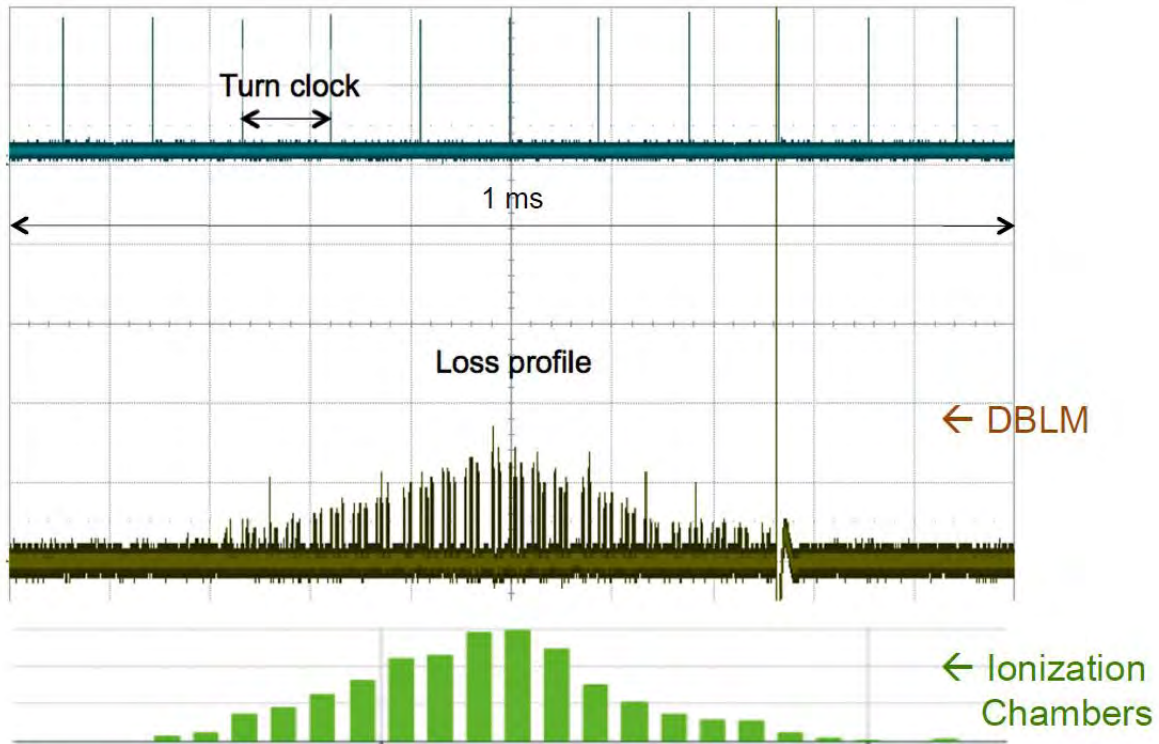 Turn clock
1 ms
Loss profile
← DBLM
← Ionization
Chambers